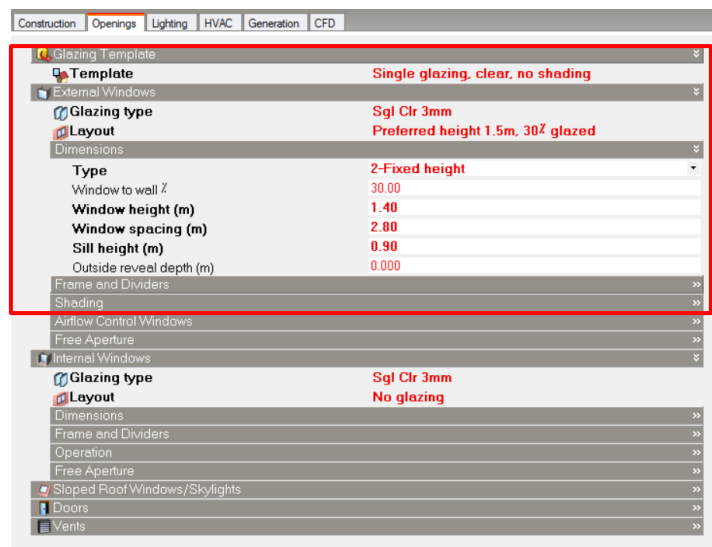 Construction Openings Lighting HVAC Generation CFD
Glazing Template
Template Single glazing, clear, no shading
External Windows
Glazing type Sgl Clr 3mm
Layout Preferred height 1.5m, 30% glazed
Dimensions
Type 2-Fixed height
Window to wall % 30.00
Window height (m) 1.40
Window spacing (m) 2.80
Sill height (m) 0.90
Outside reveal depth (m) 0.000
Frame and Dividers
Shading
Airflow Control Windows
Free Aperture
Internal Windows
Glazing type Sgl Clr 3mm
Layout No glazing
Dimensions
Frame and Dividers
Operation
Free Aperture
Sloped Roof Windows/Skylights
Doors
Vents